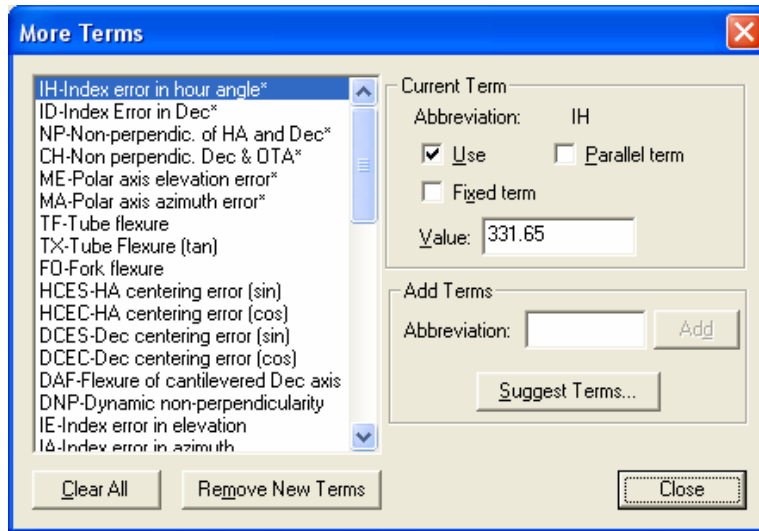 More Terms
IH-Index error in hour angle*
ID-Index Error in Dec*
NP-Non-perpendic. of HA and Dec*
CH-Non perpendic. Dec & OTA*
ME-Polar axis elevation error*
MA-Polar axis azimuth error*
TF-Tube flexure
TX-Tube Flexure (tan)
FO-Fork flexure
HCES-HA centering error (sin)
HCEC-HA centering error (cos)
DCES-Dec centering error (sin)
DCEC-Dec centering error (cos)
DAF-Flexure of cantilevered Dec axis
DNP-Dynamic non-perpendicularity
IE-Index error in elevation
IA-Index error in azimuth
Clear All
Remove New Terms
Current Term
Abbreviation: IH
Use
Parallel term
Fixed term
Value: 331.65
Add Terms
Abbreviation:
Add
Suggest Terms...
Close